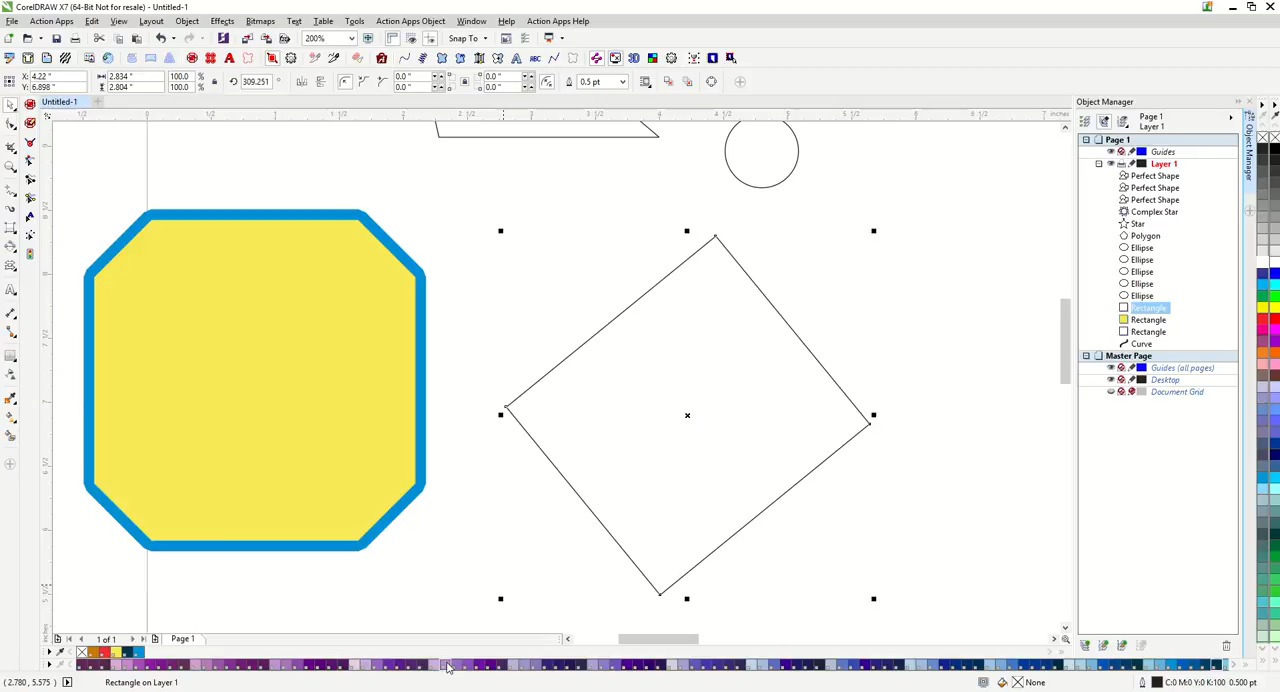 CorelDRAW X7 (64-Bit Not for resale) - Untitled-1
File Action Apps Edit View Layout Object Effects Bitmaps Text Table Tools Action Apps Object Window Help Action Apps Help
200% Snap To
X: 4.22 " 2.834 " 100.0 % 309.251 0.0 ° 0.0 ° 0.5 pt
Y: 6.898 " 2.804 " 100.0 % 0.0 ° 0.0 °
Untitled-1
Object Manager
Page 1
Layer 1
Page 1
Guides
Layer 1
Perfect Shape
Perfect Shape
Perfect Shape
Complex Star
Star
Polygon
Ellipse
Ellipse
Ellipse
Ellipse
Ellipse
Rectangle
Rectangle
Rectangle
Curve
Master Page
Guides (all pages)
Desktop
Document Grid
Object Manager
inches
1 of 1 Page 1
( 2.780, 5.575 ) Rectangle on Layer 1 None C:0 M:0 Y:0 K:100 0.500 pt